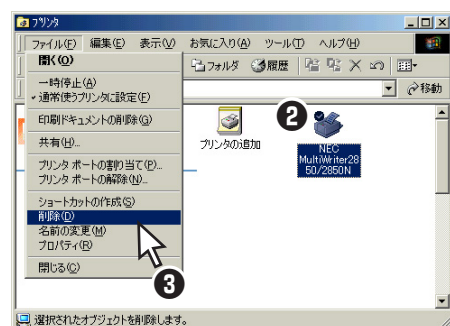 プリンタ
ファイル(F) 編集(E) 表示(V) お気に入り(A) ツール(T) ヘルプ(H)
開く(O)
一時停止(A)
通常使うプリンタに設定(F)
印刷ドキュメントの削除(G)
共有(H)...
プリンタ ポートの割り当て(P)...
プリンタ ポートの解除(N)...
ショートカットの作成(S)
削除(D)
名前の変更(M)
プロパティ(R)
閉じる(C)
フォルダ 履歴
移動
プリンタの追加
2
NEC
MultiWriter28
50/2850N
3
選択されたオブジェクトを削除します。